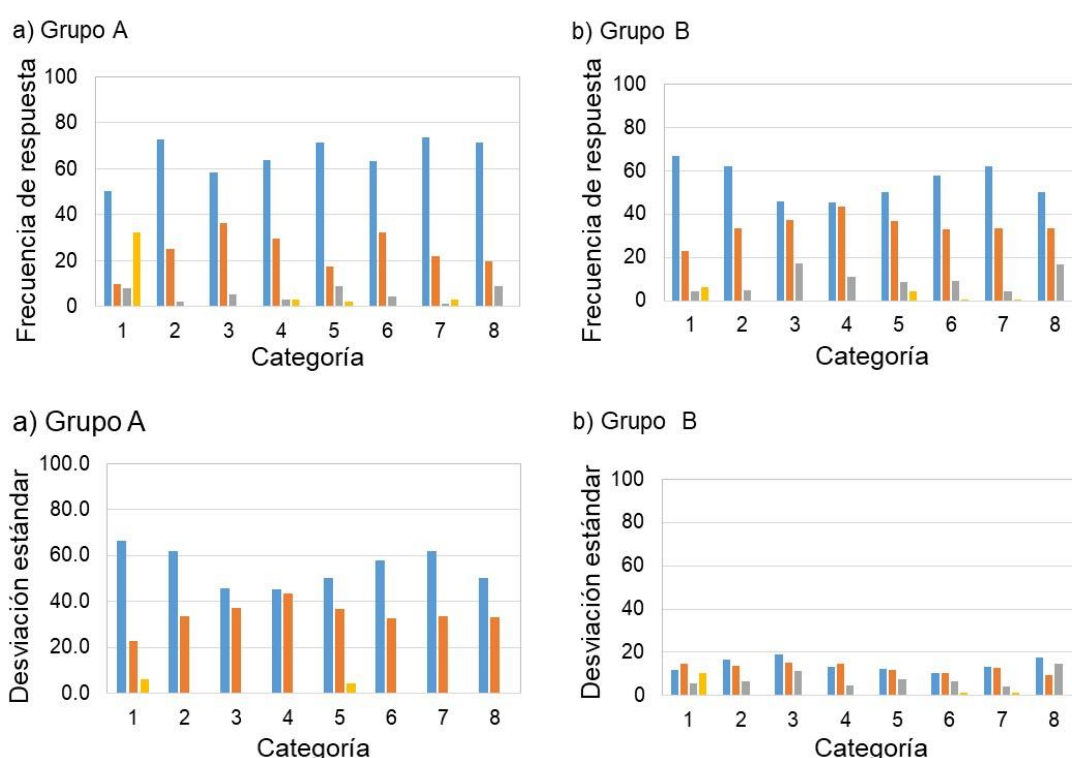 a) Grupo A
Frecuencia de respuesta
100
80
60
40
20
0
1 2 3 4 5 6 7 8
Categoría
b) Grupo B
Frecuencia de respuesta
100
80
60
40
20
0
1 2 3 4 5 6 7 8
Categoría
a) Grupo A
Desviación estándar
100.0
80.0
60.0
40.0
20.0
0.0
1 2 3 4 5 6 7 8
Categoría
b) Grupo B
Desviación estándar
100
80
60
40
20
0
1 2 3 4 5 6 7 8
Categoría